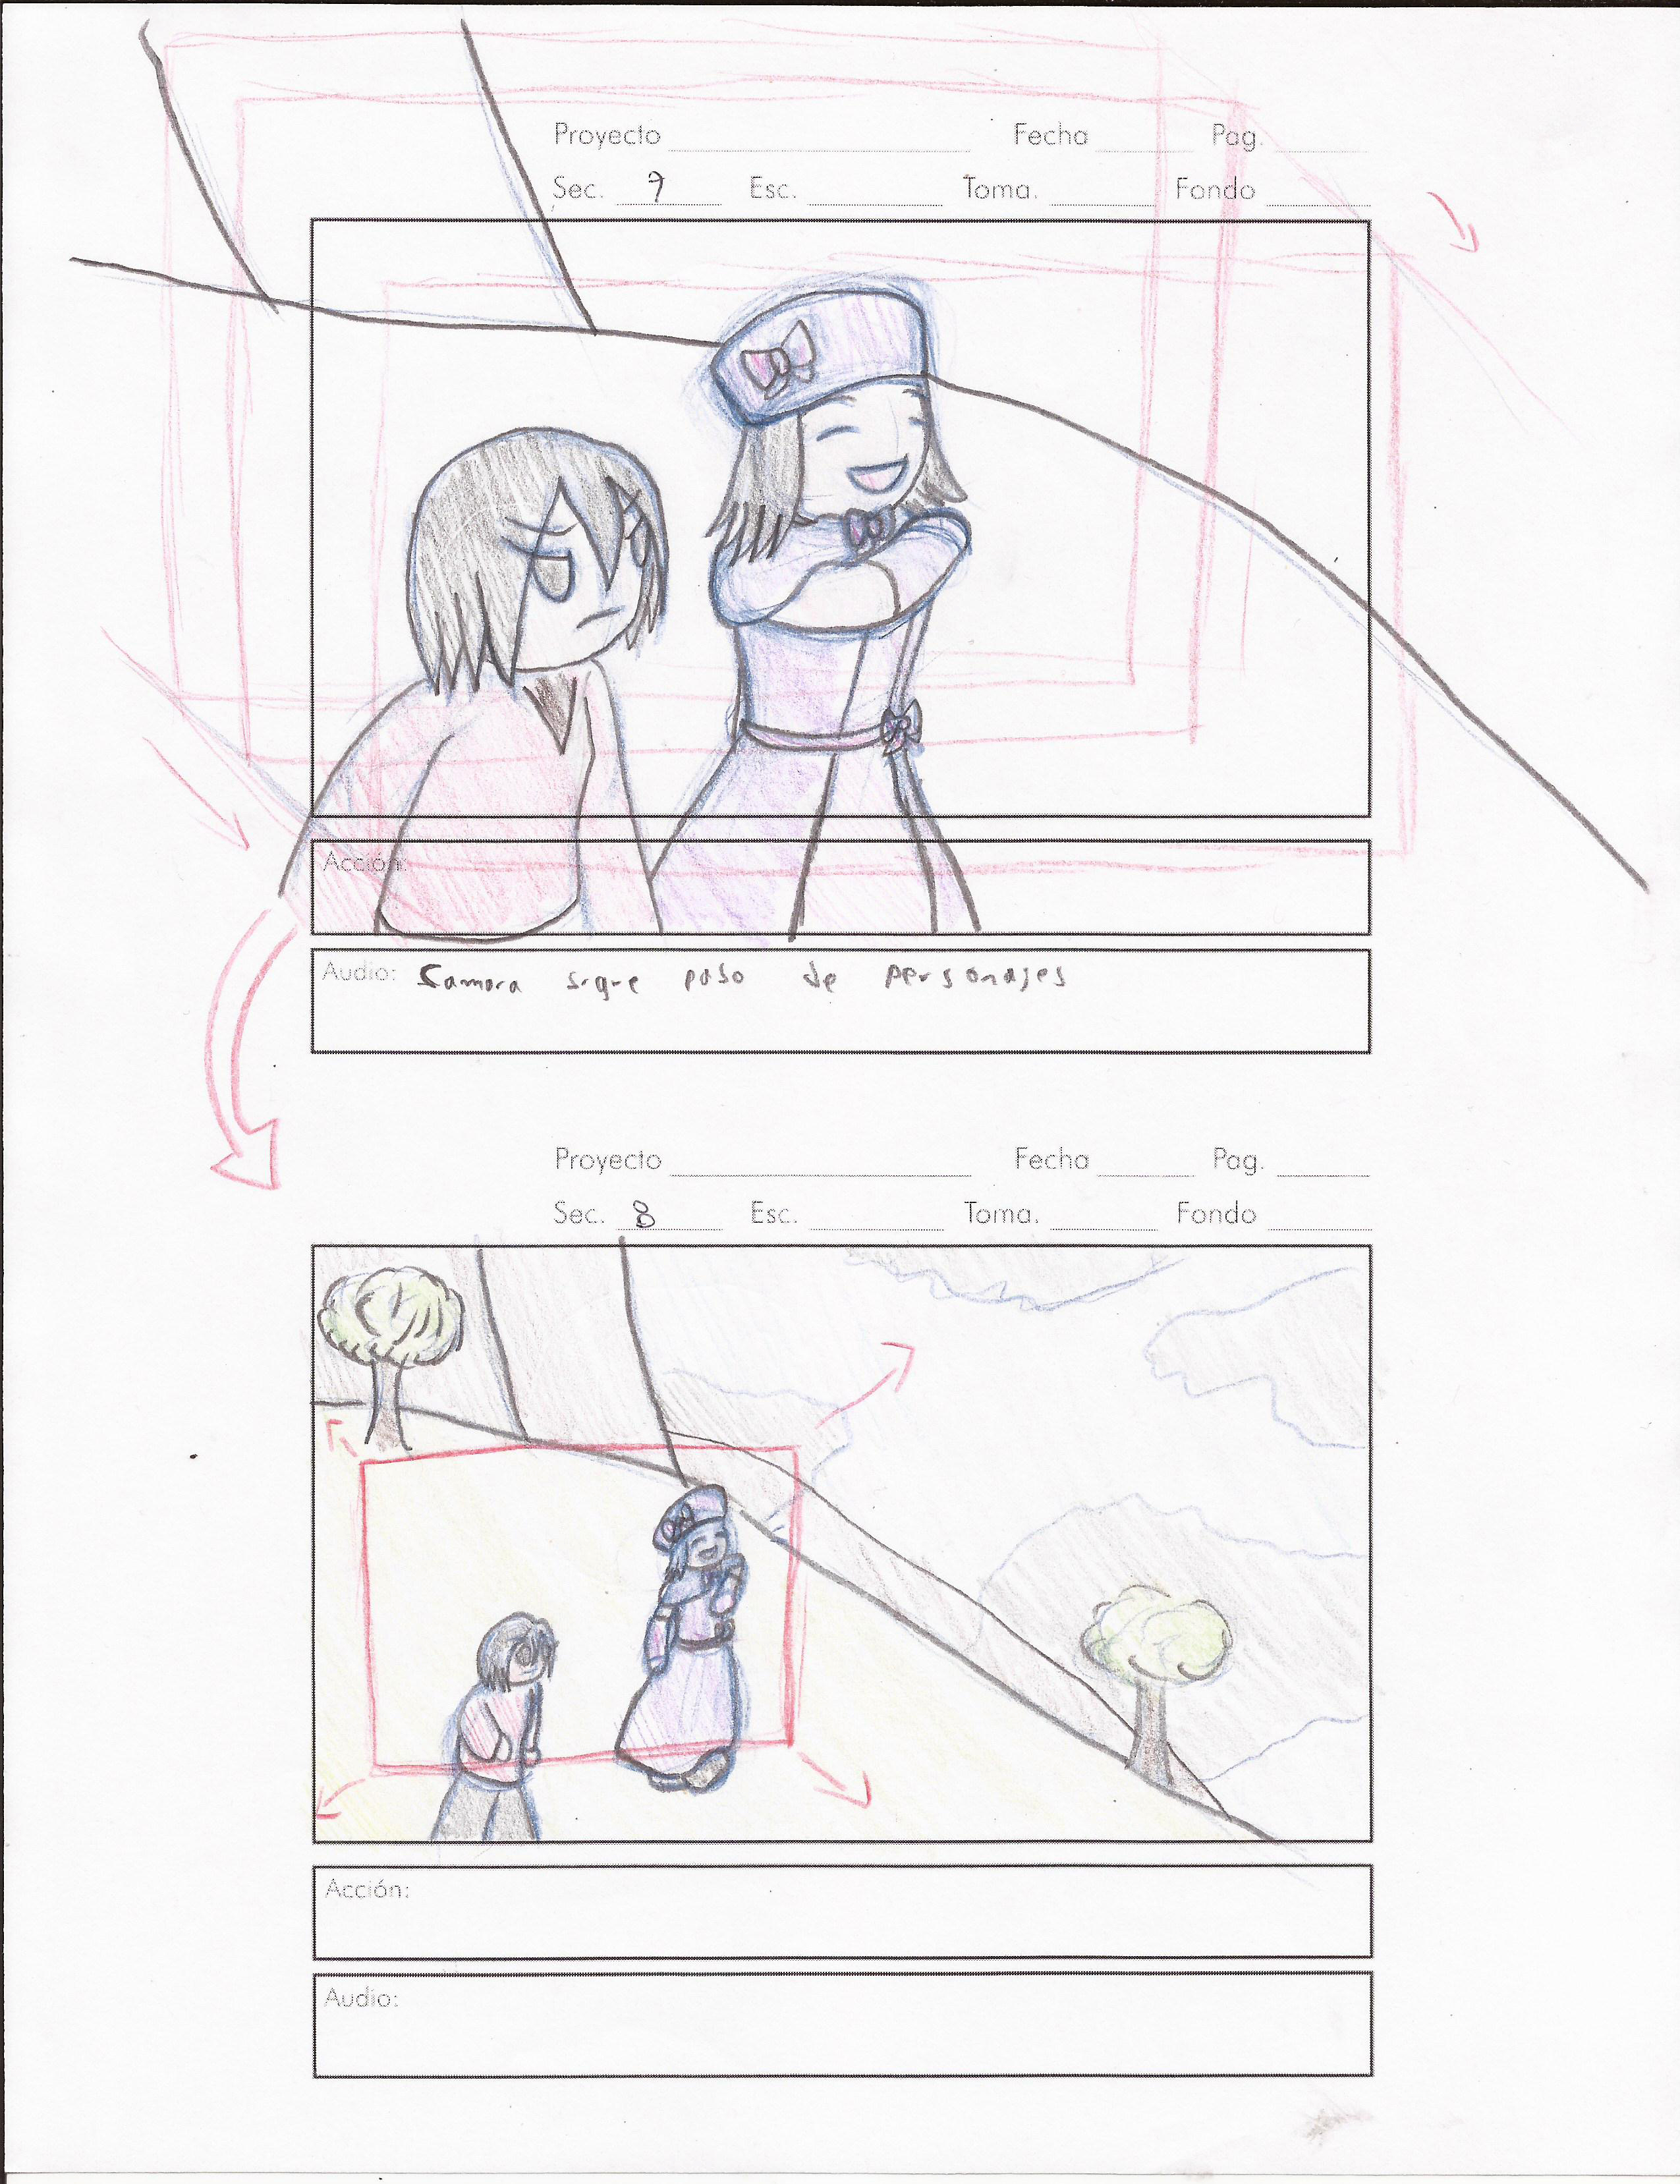 Proyecto Fecha Pag.
Sec. 7 Esc. Toma. Fondo
Acción:
Audio: Camara sigue paso de personajes
Proyecto Fecha Pag.
Sec. 8 Esc. Toma. Fondo
Acción:
Audio: